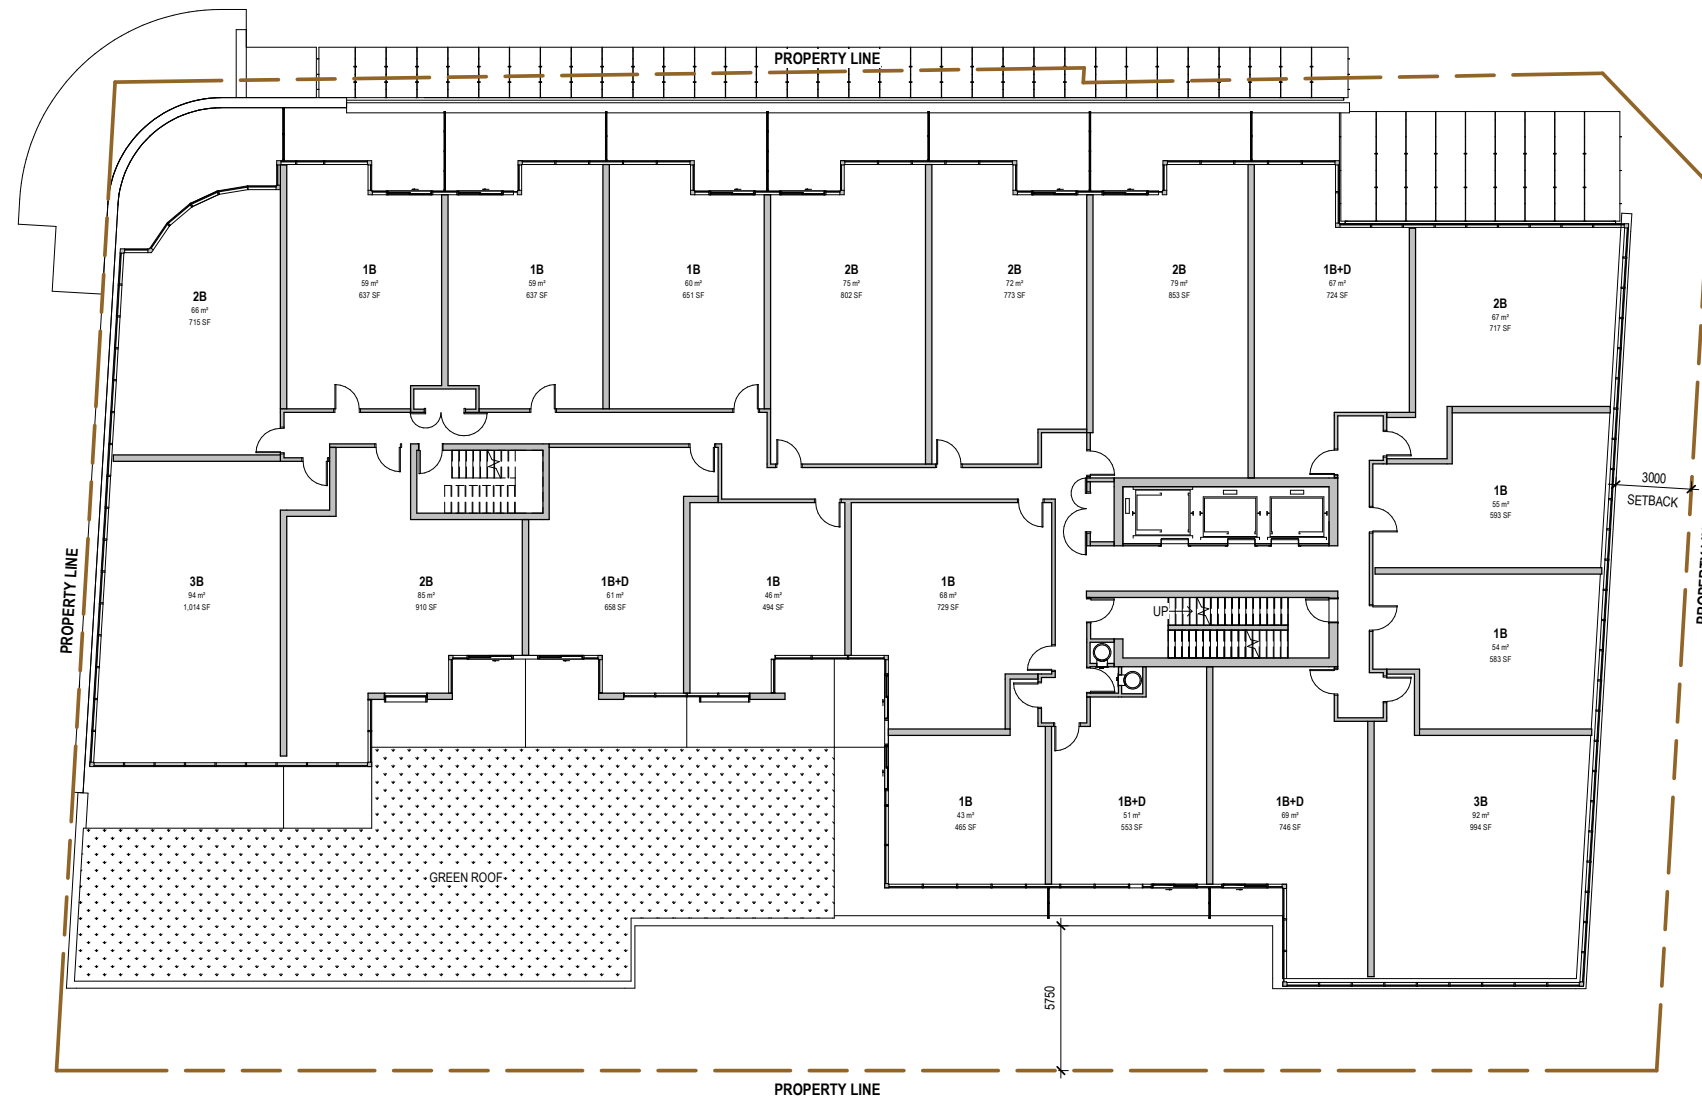 PROPERTY LINE
1B
59 m²
637 SF
1B
59 m²
637 SF
1B
60 m²
651 SF
2B
75 m²
802 SF
2B
72 m²
773 SF
2B
79 m²
853 SF
1B+D
67 m²
724 SF
2B
66 m²
715 SF
2B
67 m²
717 SF
3000
SETBACK
1B
55 m²
593 SF
PROPERTY LINE
3B
94 m²
1,014 SF
2B
85 m²
910 SF
1B+D
61 m²
658 SF
1B
46 m²
494 SF
1B
68 m²
729 SF
UP
1B
54 m²
583 SF
1B
43 m²
465 SF
1B+D
51 m²
553 SF
1B+D
69 m²
746 SF
3B
92 m²
994 SF
GREEN ROOF
5750
PROPERTY LINE